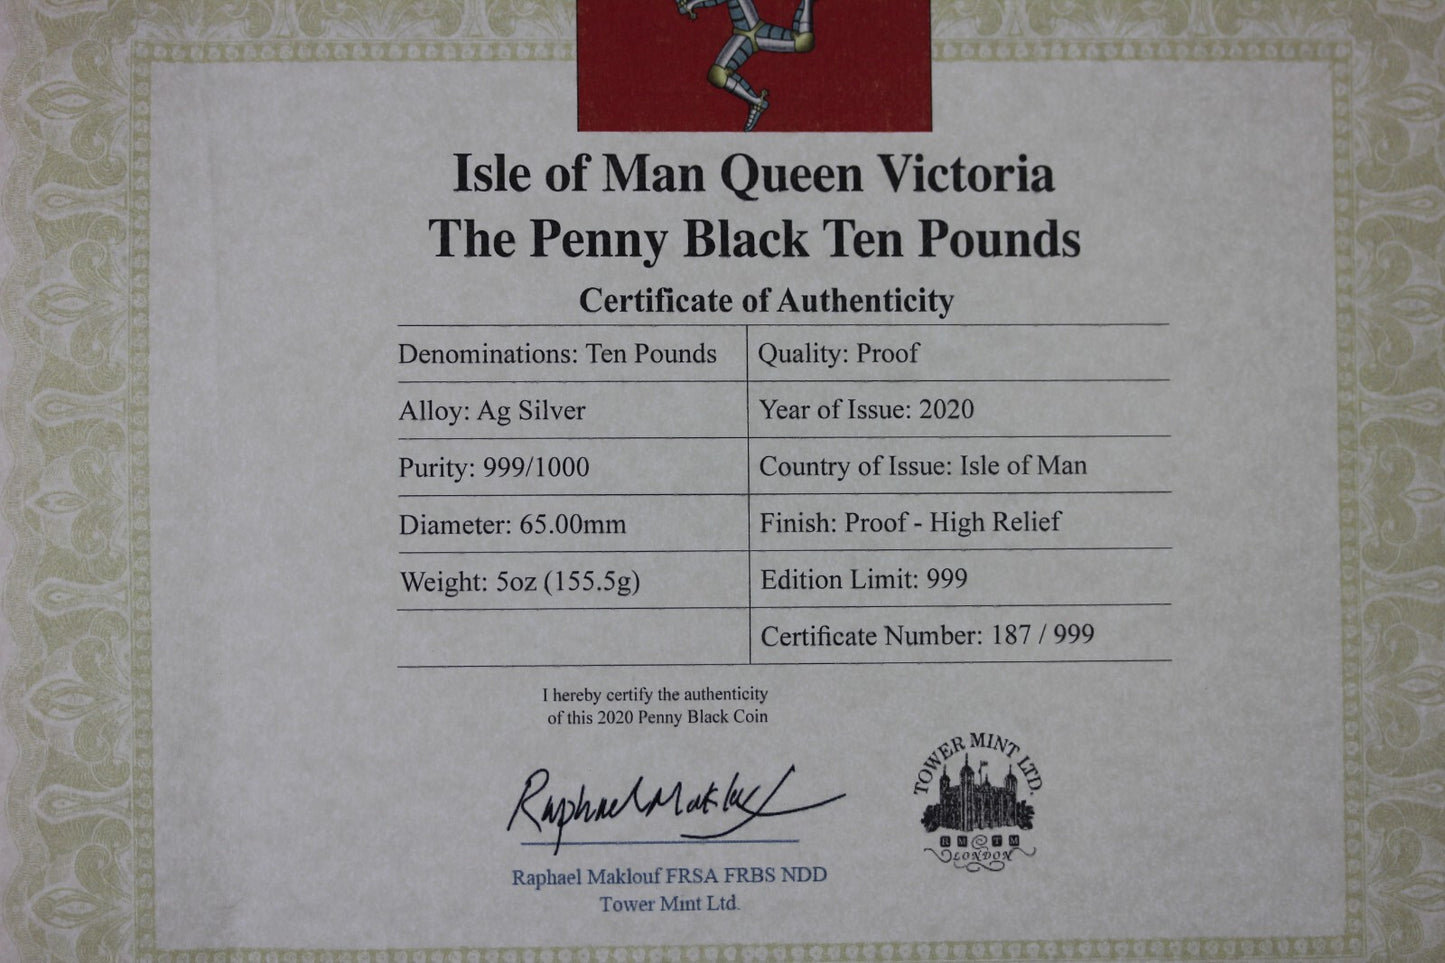 Isle of Man Queen Victoria
The Penny Black Ten Pounds
Certificate of Authenticity
Denominations: Ten Pounds
Quality: Proof
Alloy: Ag Silver
Year of Issue: 2020
Purity: 999/1000
Country of Issue: Isle of Man
Diameter: 65.00mm
Finish: Proof - High Relief
Weight: 5oz (155.5g)
Edition Limit: 999
Certificate Number: 187 / 999
I hereby certify the authenticity
of this 2020 Penny Black Coin
Raphael Maklouf
Raphael Maklouf FRSA FRBS NDD
Tower Mint Ltd.
TOWER MINT LTD.
LONDON